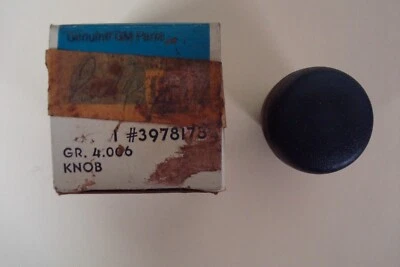 Genuine GM Parts
1 #3978173
GR. 4.006
KNOB